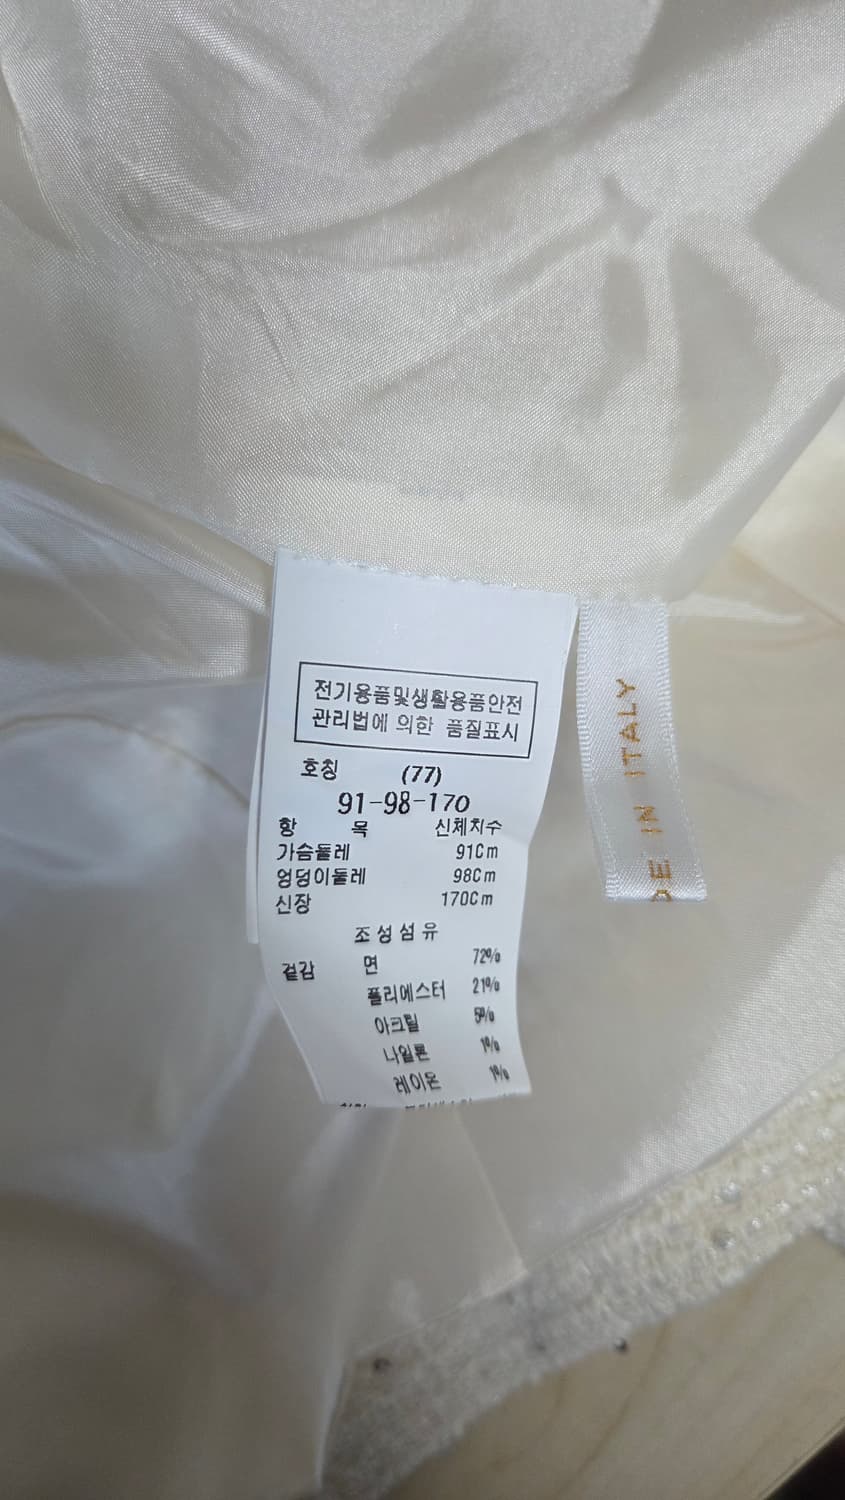 전기용품및생활용품안전
관리법에 의한 품질표시
호칭 (77)
91-98-170
항 목 신체치수
가슴둘레 91Cm
엉덩이둘레 98Cm
신장 170Cm
조성섬유
겉감 면 72%
폴리에스터 21%
아크릴 5%
나일론 1%
레이온 1%
DE IN ITALY